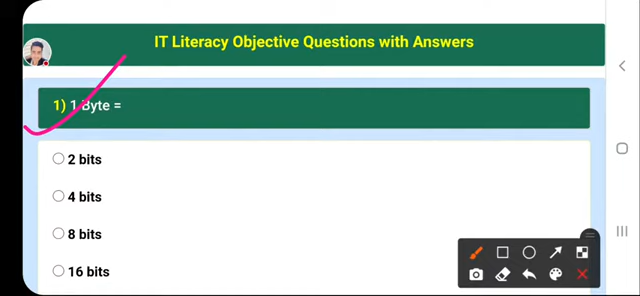 IT Literacy Objective Questions with Answers
1) 1 Byte =
2 bits
4 bits
8 bits
16 bits